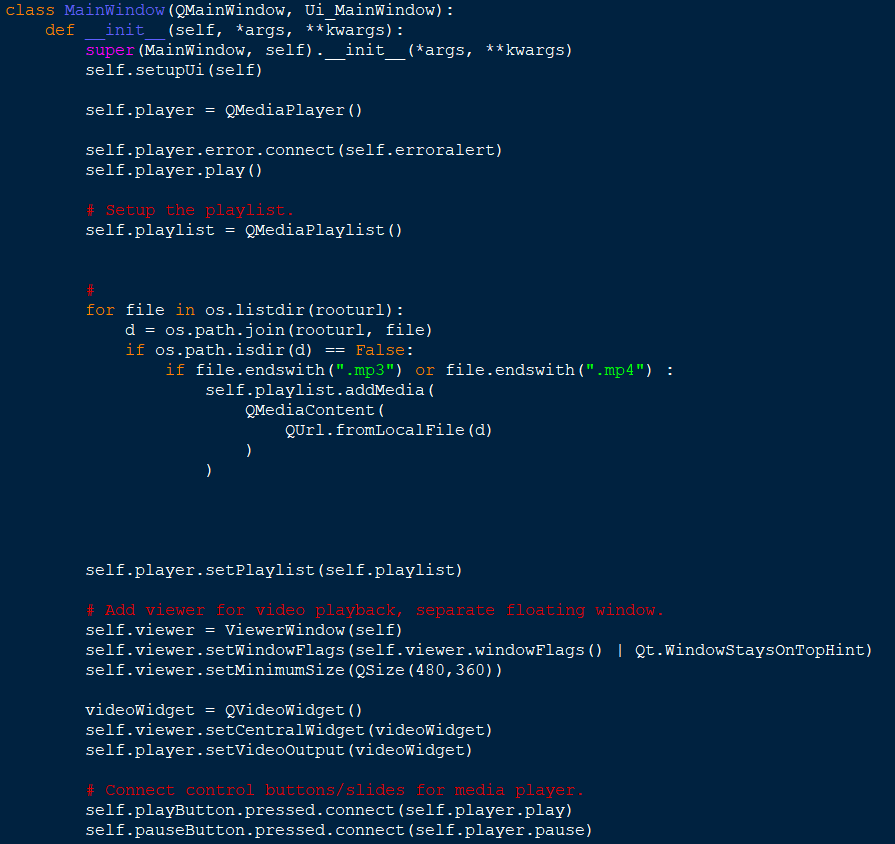 class MainWindow(QMainWindow, Ui_MainWindow):
    def __init__(self, *args, **kwargs):
        super(MainWindow, self).__init__(*args, **kwargs)
        self.setupUi(self)

        self.player = QMediaPlayer()

        self.player.error.connect(self.erroralert)
        self.player.play()

        # Setup the playlist.
        self.playlist = QMediaPlaylist()


        #
        for file in os.listdir(rooturl):
            d = os.path.join(rooturl, file)
            if os.path.isdir(d) == False:
                if file.endswith(".mp3") or file.endswith(".mp4") :
                    self.playlist.addMedia(
                        QMediaContent(
                            QUrl.fromLocalFile(d)
                        )
                    )




        self.player.setPlaylist(self.playlist)

        # Add viewer for video playback, separate floating window.
        self.viewer = ViewerWindow(self)
        self.viewer.setWindowFlags(self.viewer.windowFlags() | Qt.WindowStaysOnTopHint)
        self.viewer.setMinimumSize(QSize(480,360))

        videoWidget = QVideoWidget()
        self.viewer.setCentralWidget(videoWidget)
        self.player.setVideoOutput(videoWidget)

        # Connect control buttons/slides for media player.
        self.playButton.pressed.connect(self.player.play)
        self.pauseButton.pressed.connect(self.player.pause)